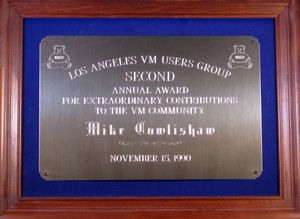 LOS ANGELES VM USERS GROUP
SECOND
ANNUAL AWARD
FOR EXTRAORDINARY CONTRIBUTIONS
TO THE VM COMMUNITY
Mike Cowlishaw
NOVEMBER 15, 1990